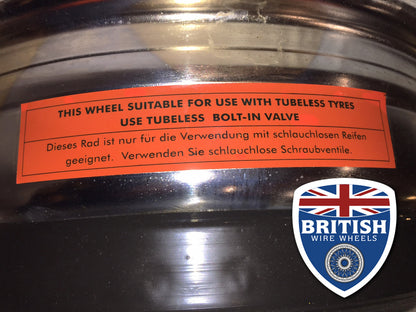 THIS WHEEL SUITABLE FOR USE WITH TUBELESS TYRES
USE TUBELESS BOLT-IN VALVE
Dieses Rad ist nur fur die Verwendung mit schlauchlosen Reifen
geeignet. Verwenden Sie schlauchlose Schraubventile.
BRITISH
WIRE WHEELS